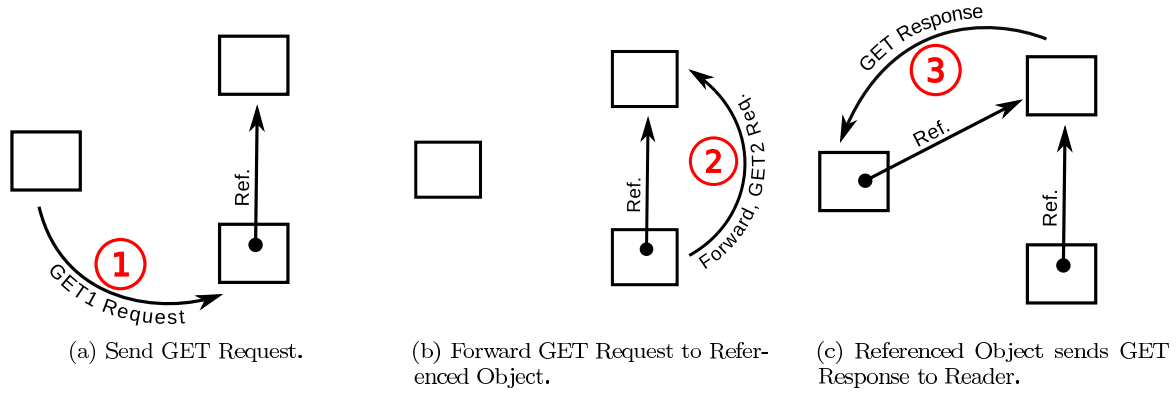 Ref.
1
GET1 Request
(a) Send GET Request.
Ref.
2
Forward, GET2 Req.
(b) Forward GET Request to Refer-
enced Object.
GET Response
3
Ref.
Ref.
(c) Referenced Object sends GET
Response to Reader.